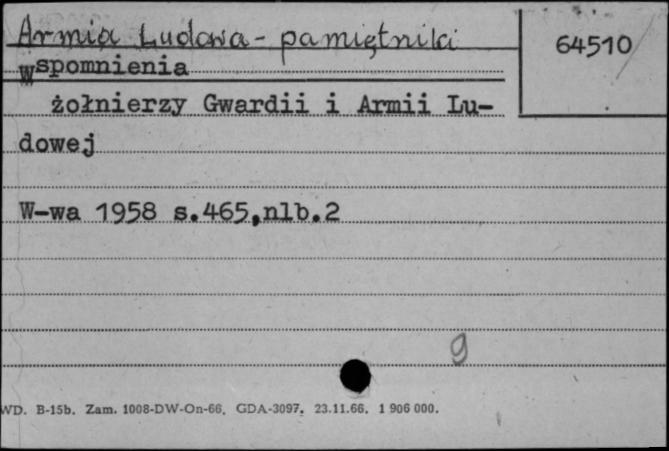 Armia Ludowa - pamiętniki
64510
Wspomnienia
żołnierzy Gwardii i Armii Lu-
dowej
W-wa 1958 s.465,nlb.2
9
WD. B-15b. Zam. 1008-DW-On-66. GDA-3097. 23.11.66. 1 906 000.